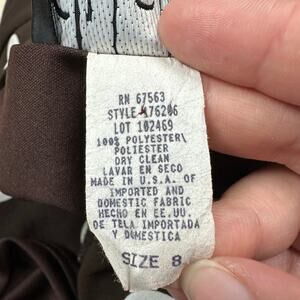 RN 67563
STYLE 476206
LOT 102469
100% POLYESTER\
POLIESTER
DRY CLEAN
LAVAR EN SECO
MADE IN U.S.A. OF
IMPORTED AND
DOMESTIC FABRIC
HECHO EN EE.UU.
DE TELA IMPORTADA
Y DOMESTICA
SIZE 8